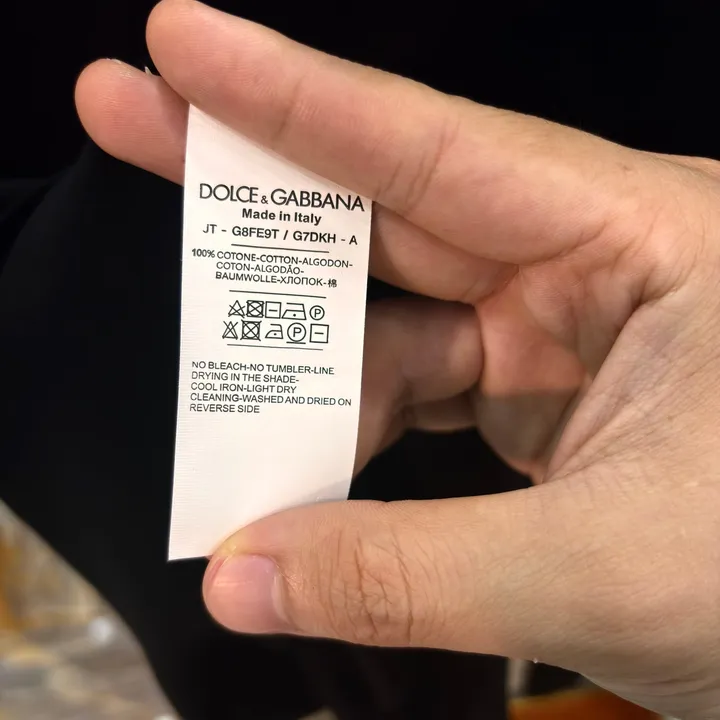 DOLCE & GABBANA
Made in Italy
JT - G8FE9T / G7DKH - A
100% COTONE-COTTON-ALGODON-
COTON-ALGODÃO-
BAUMWOLLE-ХЛОПОК-棉
P
P
NO BLEACH-NO TUMBLER-LINE
DRYING IN THE SHADE-
COOL IRON-LIGHT DRY
CLEANING-WASHED AND DRIED ON
REVERSE SIDE